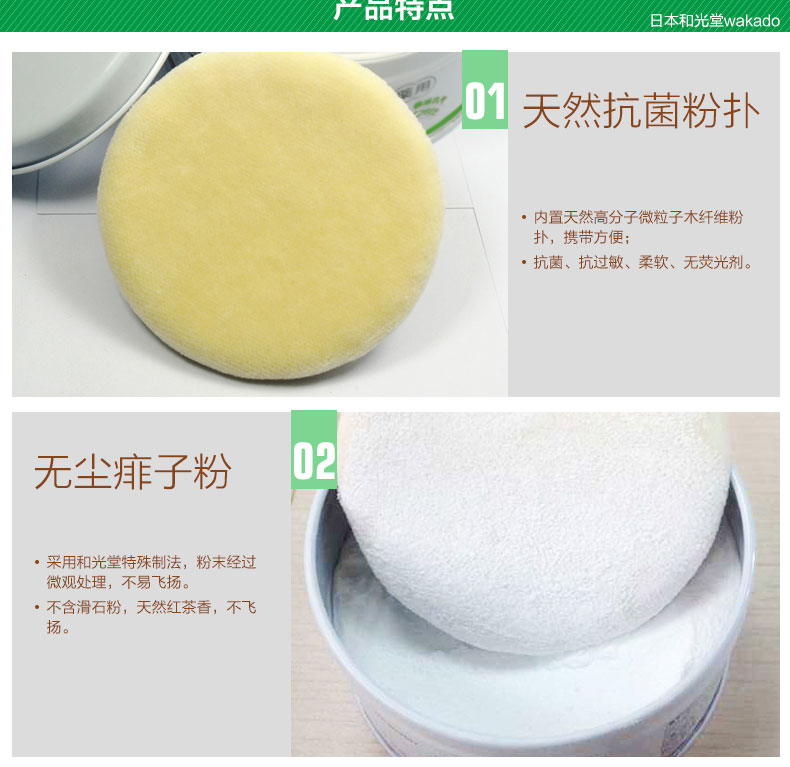 产品特点
日本和光堂wakado
01
天然抗菌粉扑
• 内置天然高分子微粒子木纤维粉
扑，携带方便；
• 抗菌、抗过敏、柔软、无荧光剂。
02
无尘痱子粉
• 采用和光堂特殊制法，粉末经过
微观处理，不易飞扬。
• 不含滑石粉，天然红茶香，不飞
扬。